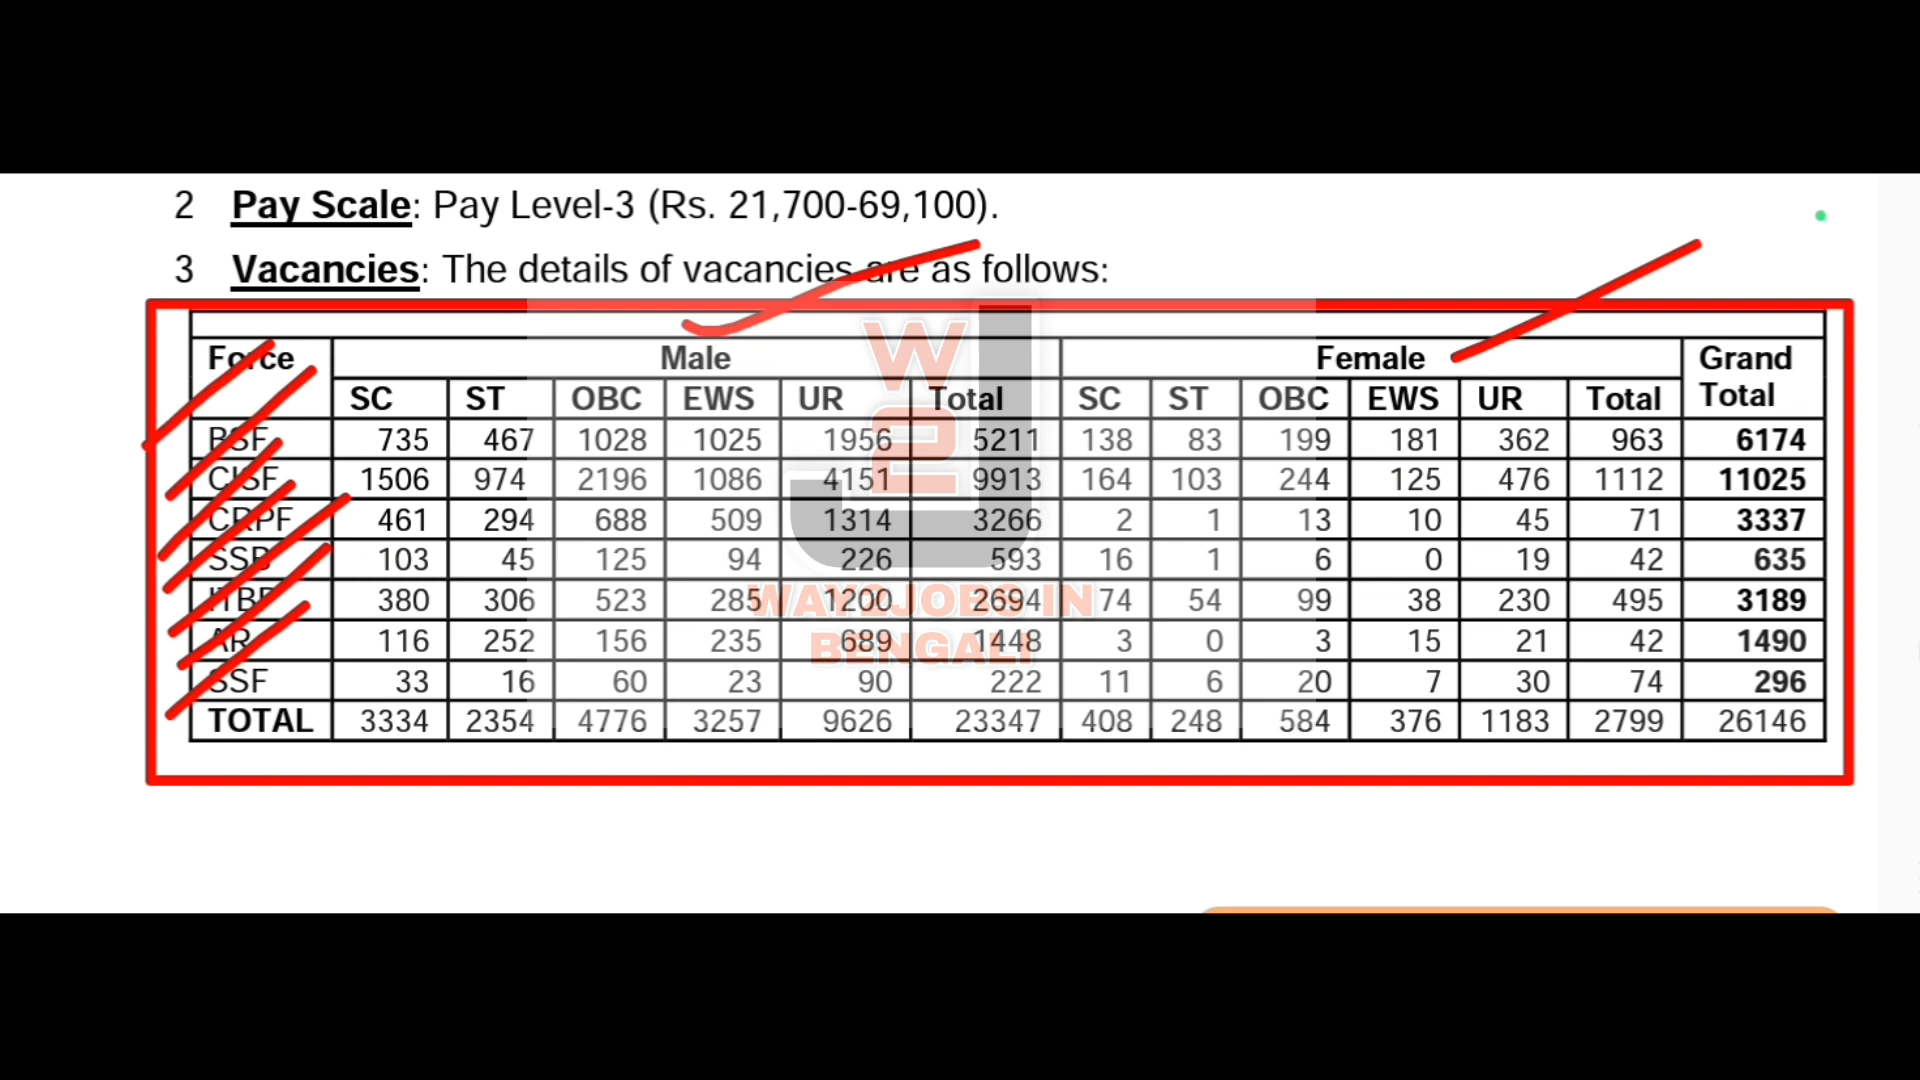 2 Pay Scale: Pay Level-3 (Rs. 21,700-69,100).
3 Vacancies: The details of vacancies are as follows:
Force Male Female Grand Total
SC ST OBC EWS UR Total SC ST OBC EWS UR Total
BSF 735 467 1028 1025 1956 5211 138 83 199 181 362 963 6174
CISF 1506 974 2196 1086 4151 9913 164 103 244 125 476 1112 11025
CRPF 461 294 688 509 1314 3266 2 1 13 10 45 71 3337
SSB 103 45 125 94 226 593 16 1 6 0 19 42 635
ITBP 380 306 523 285 1200 2694 74 54 99 38 230 495 3189
AR 116 252 156 235 689 1448 3 0 3 15 21 42 1490
SSF 33 16 60 23 90 222 11 6 20 7 30 74 296
TOTAL 3334 2354 4776 3257 9626 23347 408 248 584 376 1183 2799 26146
W2J
WAY2JOBS IN
BENGALI